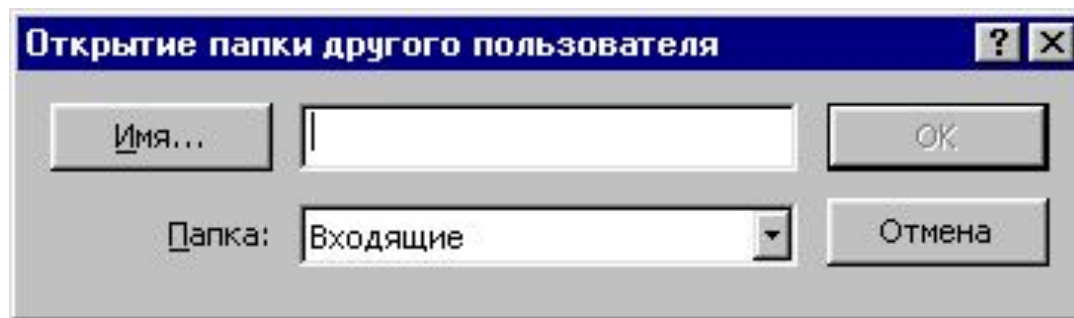 Открытие папки другого пользователя
Имя...
OK
Папка: Входящие
Отмена